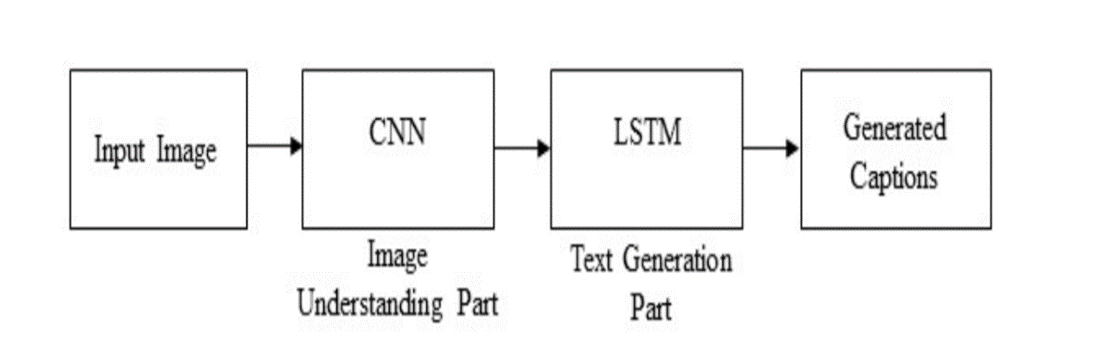 Input Image
CNN
LSTM
Generated
Captions
Image
Understanding Part
Text Generation
Part